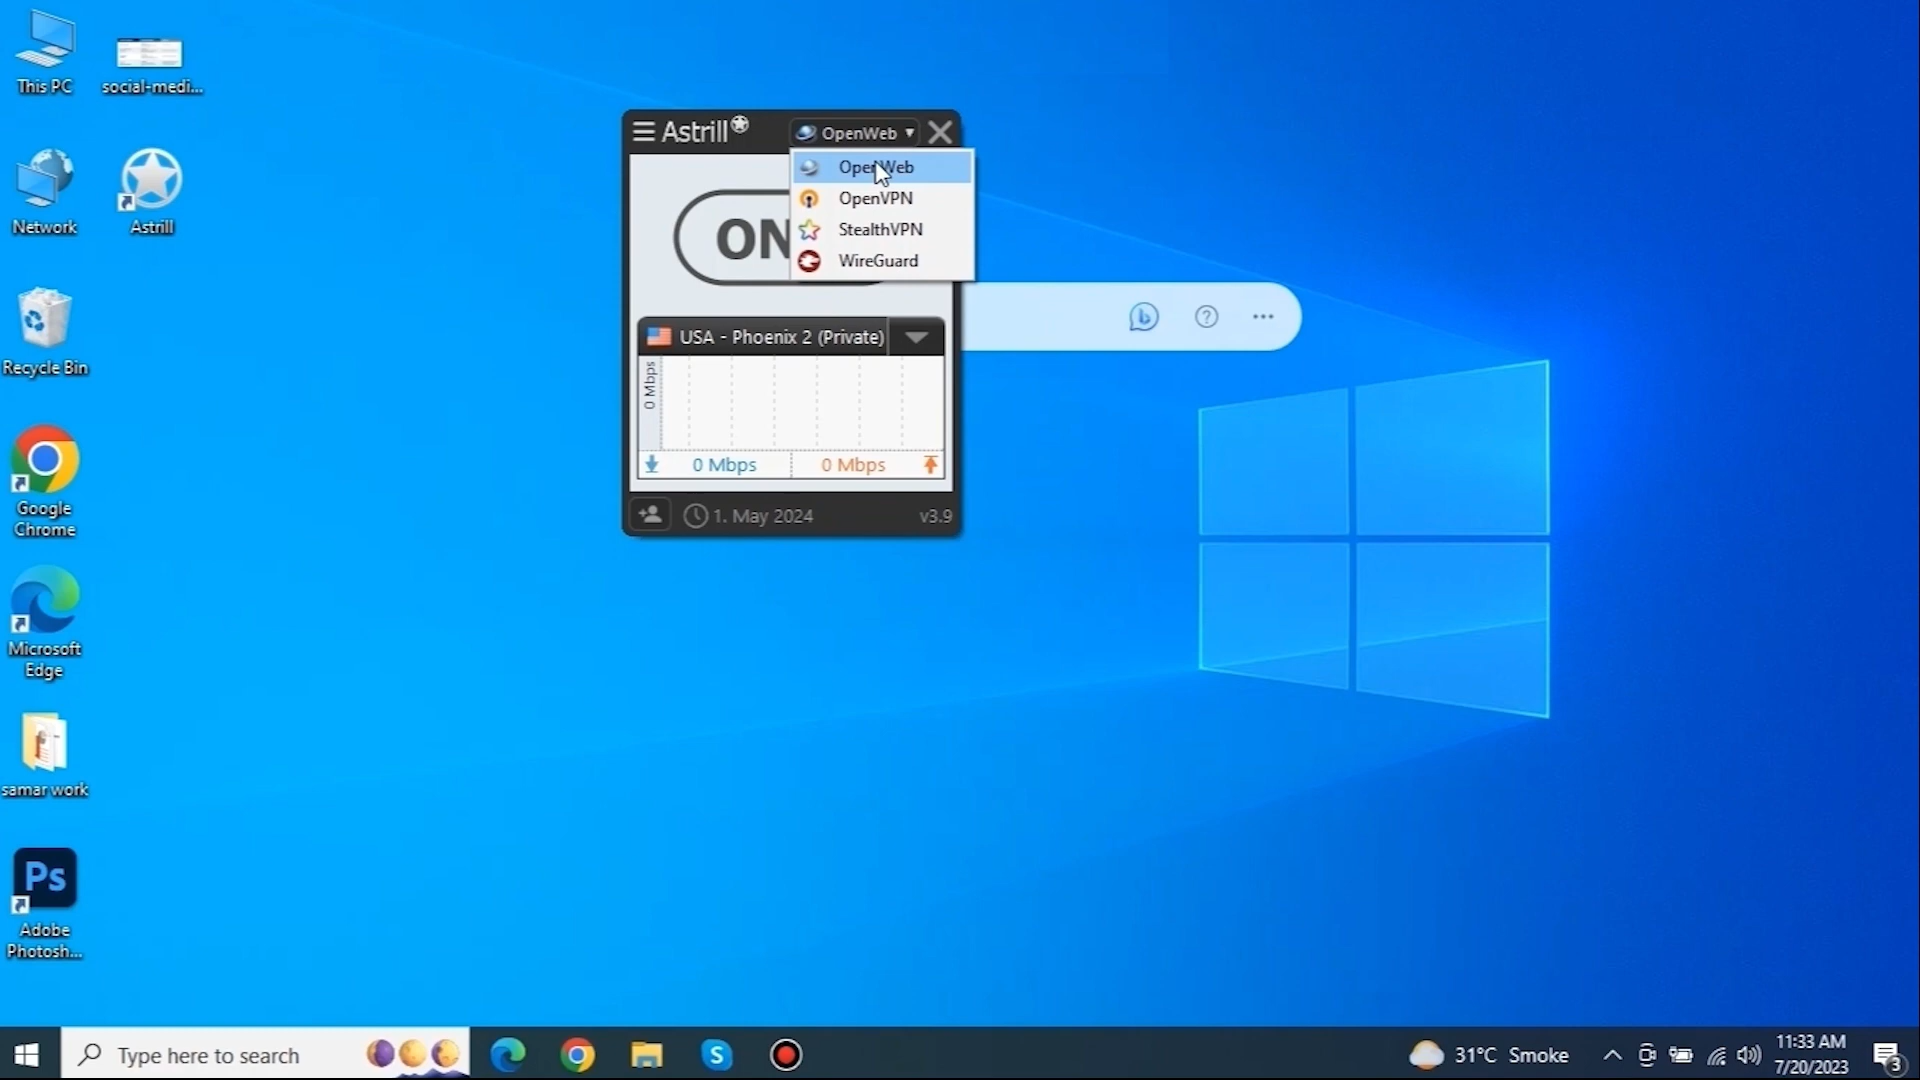 This PC
social-medi...
Network
Astrill
Recycle Bin
Google
Chrome
Microsoft
Edge
samar work
Ps
Adobe
Photosh...
Astrill
OpenWeb
OpenWeb
OpenVPN
StealthVPN
WireGuard
ON
USA - Phoenix 2 (Private)
0 Mbps
0 Mbps
0 Mbps
1. May 2024
v3.9
Type here to search
31°C Smoke
11:33 AM
7/20/2023
3